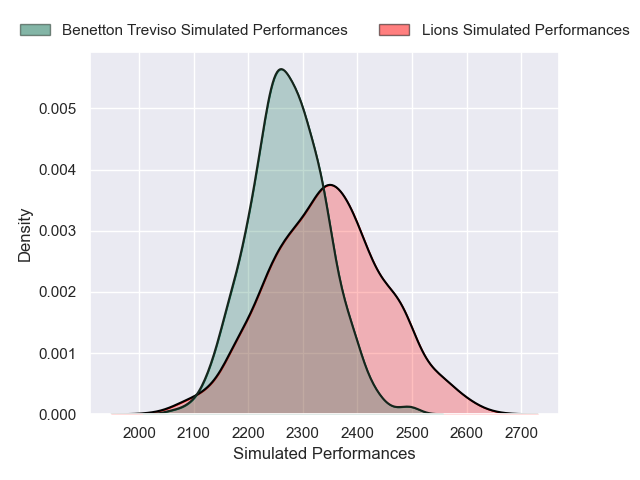 Benetton Treviso Simulated Performances Lions Simulated Performances
0.005
0.004
0.003
0.002
0.001
0.000
Density
2000 2100 2200 2300 2400 2500 2600 2700
Simulated Performances